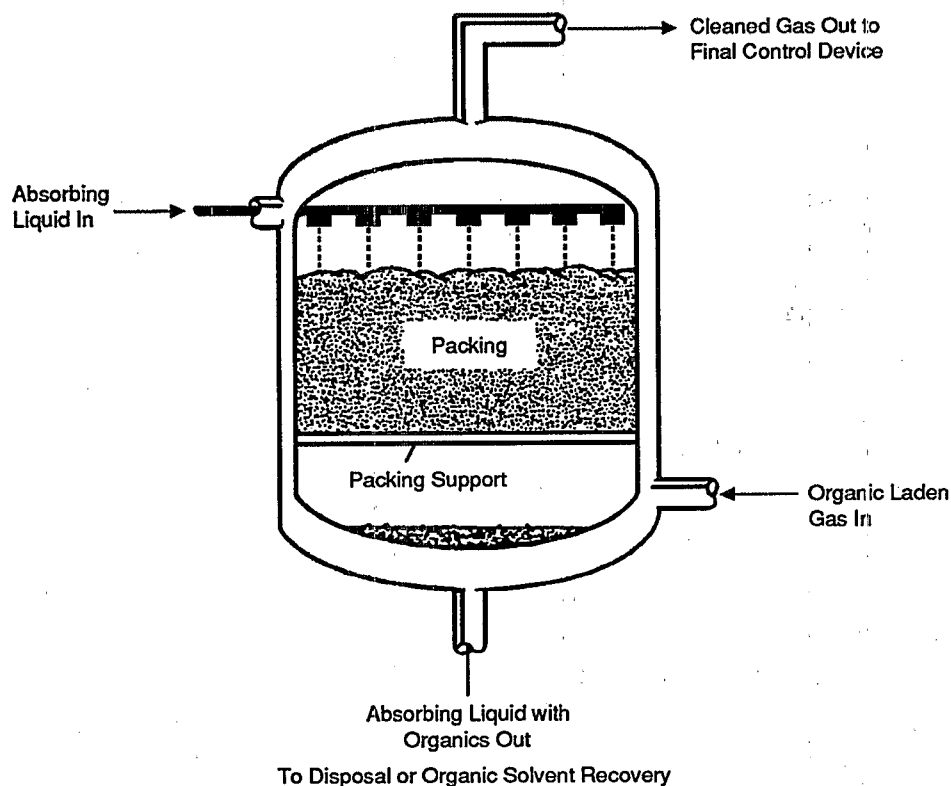 Cleaned Gas Out to
Final Control Device
Absorbing
Liquid In
Packing
Packing Support
Organic Laden
Gas In
Absorbing Liquid with
Organics Out
To Disposal or Organic Solvent Recovery